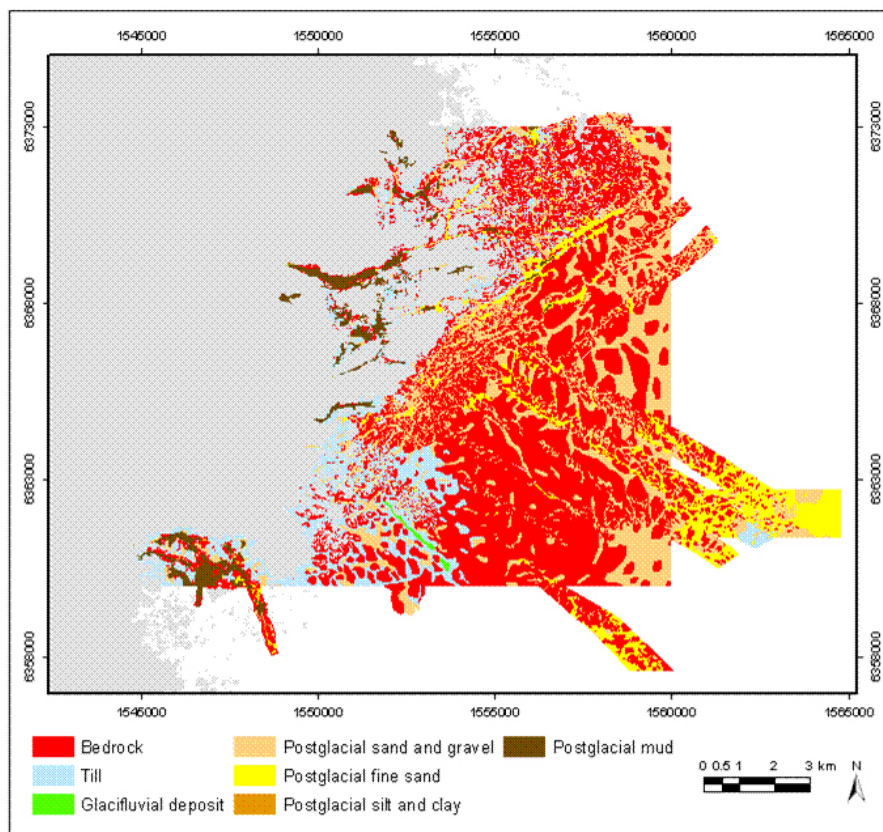 1545000 1550000 1555000 1560000 1565000
6373000 6373000
6368000 6368000
6363000 6363000
6358000 6358000
1545000 1550000 1555000 1560000 1565000
Bedrock Postglacial sand and gravel Postglacial mud
Till Postglacial fine sand
Glacifluvial deposit Postglacial silt and clay
0 0.5 1 2 3 km N